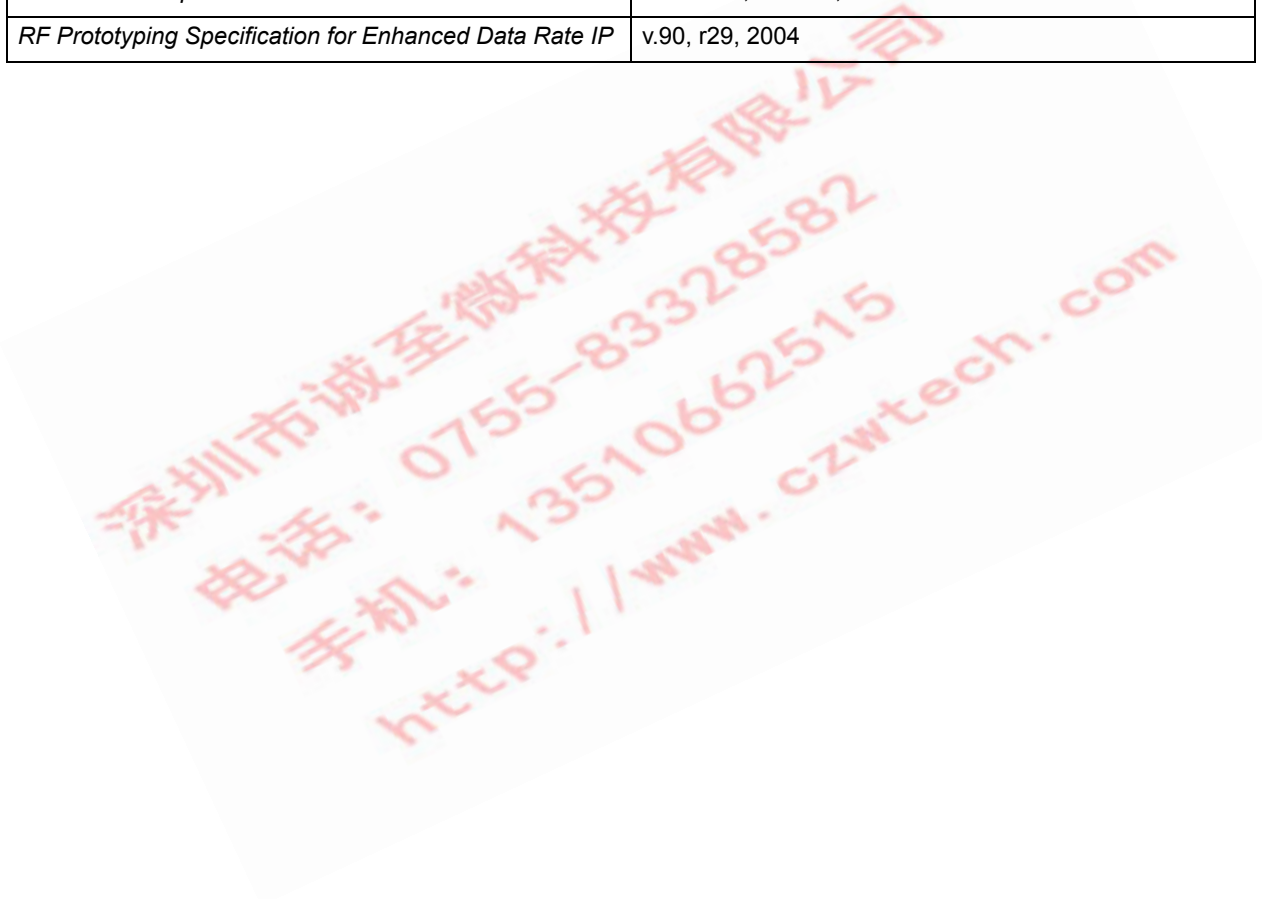 RF Prototyping Specification for Enhanced Data Rate IP v.90, r29, 2004
深圳市诚至微科技有限公司
电话：0755-83328582
手机：13510662515
http://www.czwtech.com